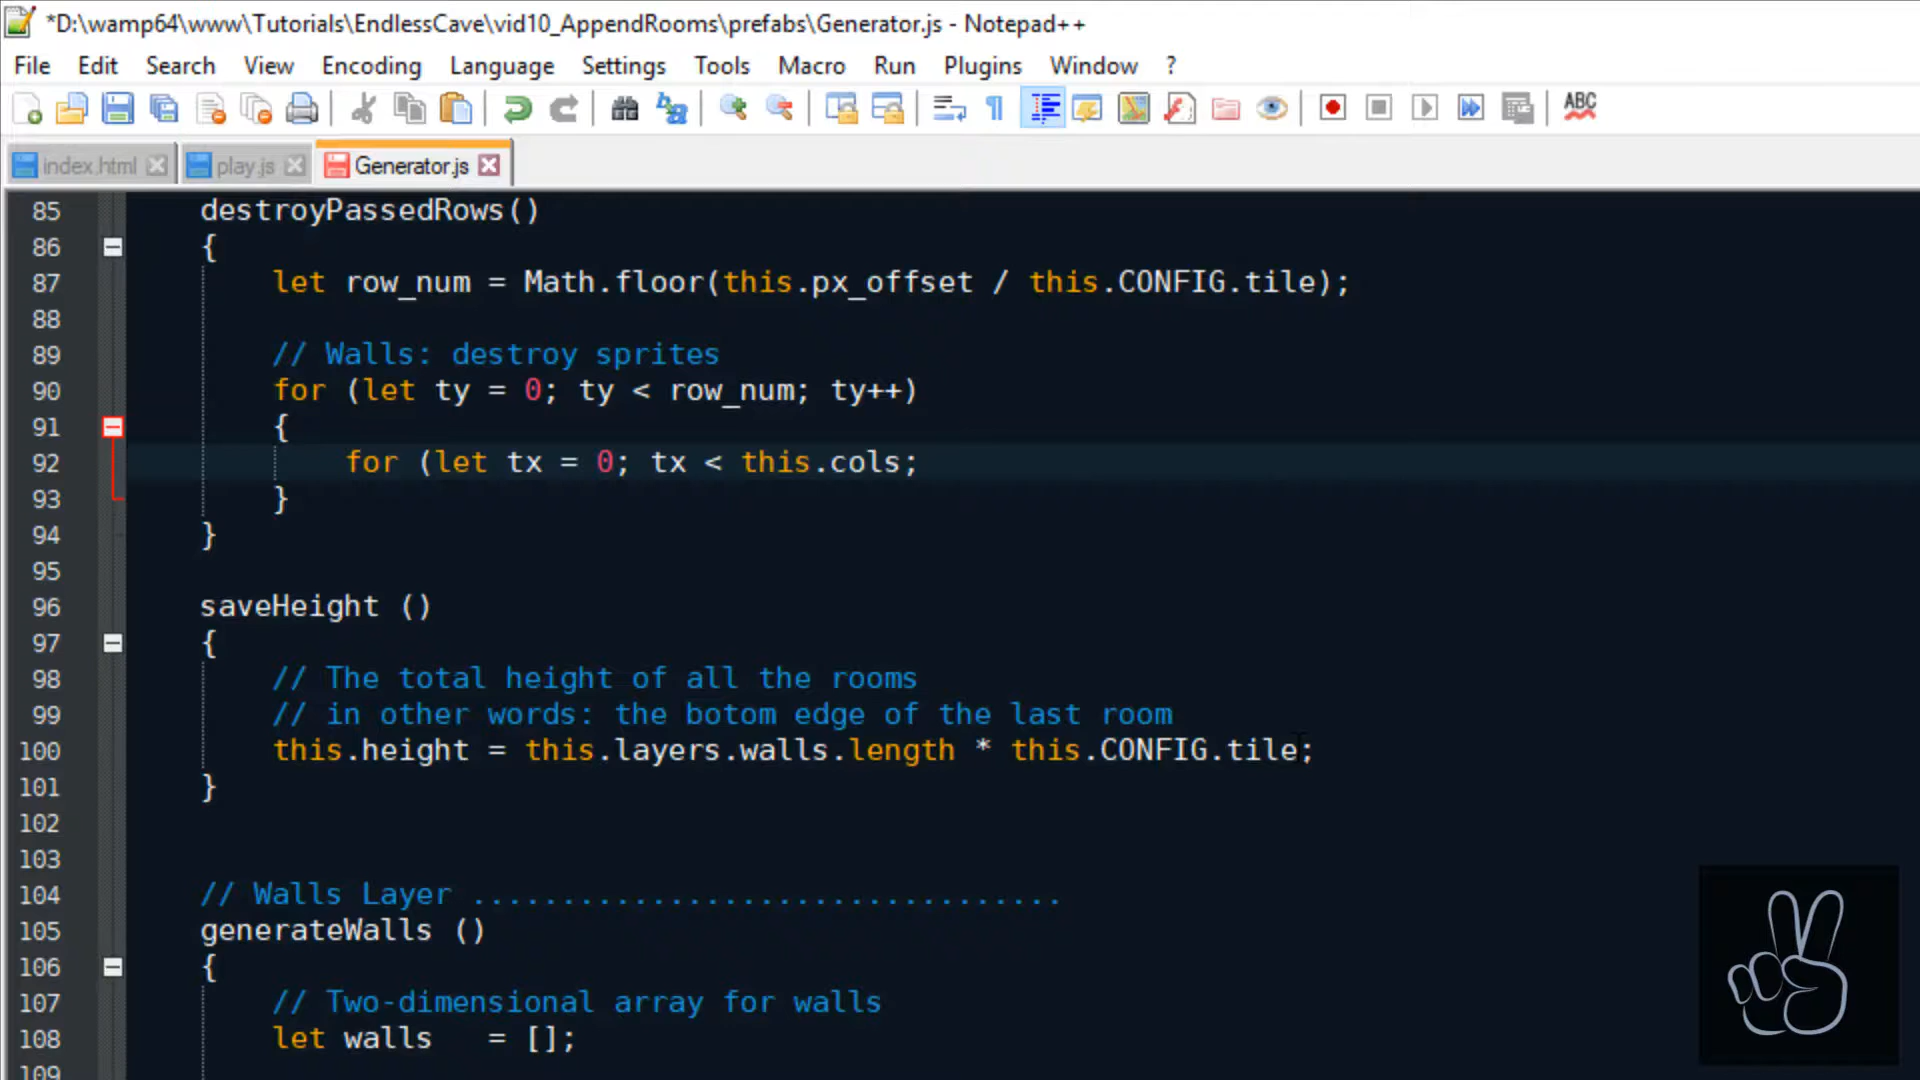 *D:\wamp64\www\Tutorials\EndlessCave\vid10_AppendRooms\prefabs\Generator.js - Notepad++
File Edit Search View Encoding Language Settings Tools Macro Run Plugins Window ?
ABC
index.html play.js Generator.js
85 destroyPassedRows()
86 {
87 let row_num = Math.floor(this.px_offset / this.CONFIG.tile);
88
89 // Walls: destroy sprites
90 for (let ty = 0; ty < row_num; ty++)
91 {
92 for (let tx = 0; tx < this.cols;
93 }
94 }
95
96 saveHeight ()
97 {
98 // The total height of all the rooms
99 // in other words: the botom edge of the last room
100 this.height = this.layers.walls.length * this.CONFIG.tile;
101 }
102
103
104 // Walls Layer .................................
105 generateWalls ()
106 {
107 // Two-dimensional array for walls
108 let walls = [];
109